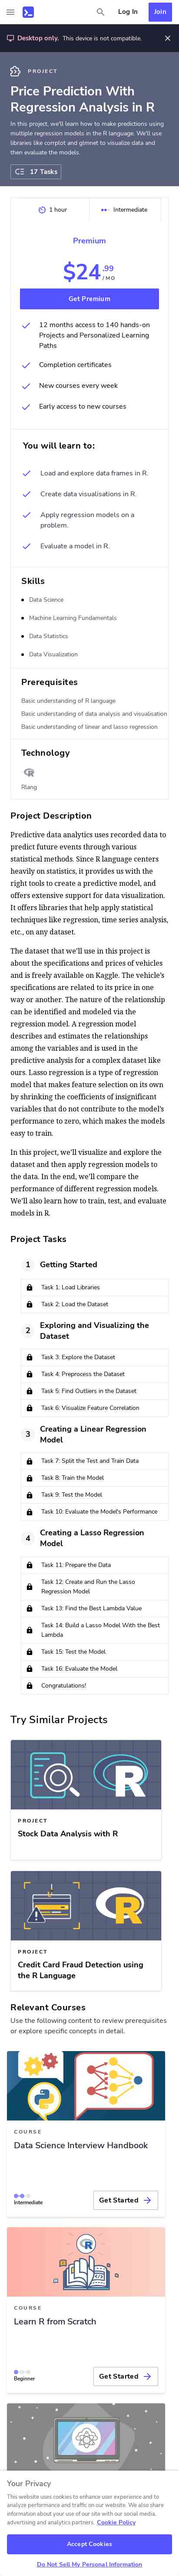 Log In
Join
Desktop only. This device is not compatible.
PROJECT
Price Prediction With
Regression Analysis in R
In this project, we'll learn how to make predictions using
multiple regression models in the R language. We'll use
libraries like corrplot and glmnet to visualize data and
then evaluate the models.
17 Tasks
1 hour
Intermediate
Premium
$24.99
/MO
Get Premium
12 months access to 140 hands-on
Projects and Personalized Learning
Paths
Completion certificates
New courses every week
Early access to new courses
You will learn to:
Load and explore data frames in R.
Create data visualisations in R.
Apply regression models on a
problem.
Evaluate a model in R.
Skills
Data Science
Machine Learning Fundamentals
Data Statistics
Data Visualization
Prerequisites
Basic understanding of R language
Basic understanding of data analysis and visualisation
Basic understanding of linear and lasso regression
Technology
R
Rlang
Project Description
Predictive data analytics uses recorded data to
predict future events through various
statistical methods. Since R language centers
heavily on statistics, it provides us with the
right tools to create a predictive model, and
offers extensive support for data visualization.
It offers libraries that help apply statistical
techniques like regression, time series analysis,
etc., on any dataset.
The dataset that we'll use in this project is
about the specifications and prices of vehicles
and is freely available on Kaggle. The vehicle's
specifications are related to its price in one
way or another. The nature of the relationship
can be identified and modeled via the
regression model. A regression model
describes and estimates the relationships
among variables and is used in the
predictive analysis for a complex dataset like
ours. Lasso regression is a type of regression
model that makes feature selection on its own
by shrinking the coefficients of insignificant
variables that do not contribute to the model's
performance to zero, which makes models
easy to train.
In this project, we'll visualize and explore the
dataset and then apply regression models to
the data. In the end, we'll compare the
performance of different regression models.
We'll also learn how to train, test, and evaluate
models in R.
Project Tasks
1 Getting Started
Task 1: Load Libraries
Task 2: Load the Dataset
2 Exploring and Visualizing the
Dataset
Task 3: Explore the Dataset
Task 4: Preprocess the Dataset
Task 5: Find Outliers in the Dataset
Task 6: Visualize Feature Correlation
3 Creating a Linear Regression
Model
Task 7: Split the Test and Train Data
Task 8: Train the Model
Task 9: Test the Model
Task 10: Evaluate the Model's Performance
4 Creating a Lasso Regression
Model
Task 11: Prepare the Data
Task 12: Create and Run the Lasso
Regression Model
Task 13: Find the Best Lambda Value
Task 14: Build a Lasso Model With the Best
Lambda
Task 15: Test the Model
Task 16: Evaluate the Model
Congratulations!
Try Similar Projects
R
PROJECT
Stock Data Analysis with R
R
PROJECT
Credit Card Fraud Detection using
the R Language
Relevant Courses
Use the following content to review prerequisites
or explore specific concepts in detail.
COURSE
Data Science Interview Handbook
Intermediate
Get Started
R
COURSE
Learn R from Scratch
Beginner
Get Started
Your Privacy
This website uses cookies to enhance user experience and to
analyze performance and traffic on our website. We also share
information about your use of our site with our social media,
advertising and analytics partners. Cookie Policy
Accept Cookies
Do Not Sell My Personal Information